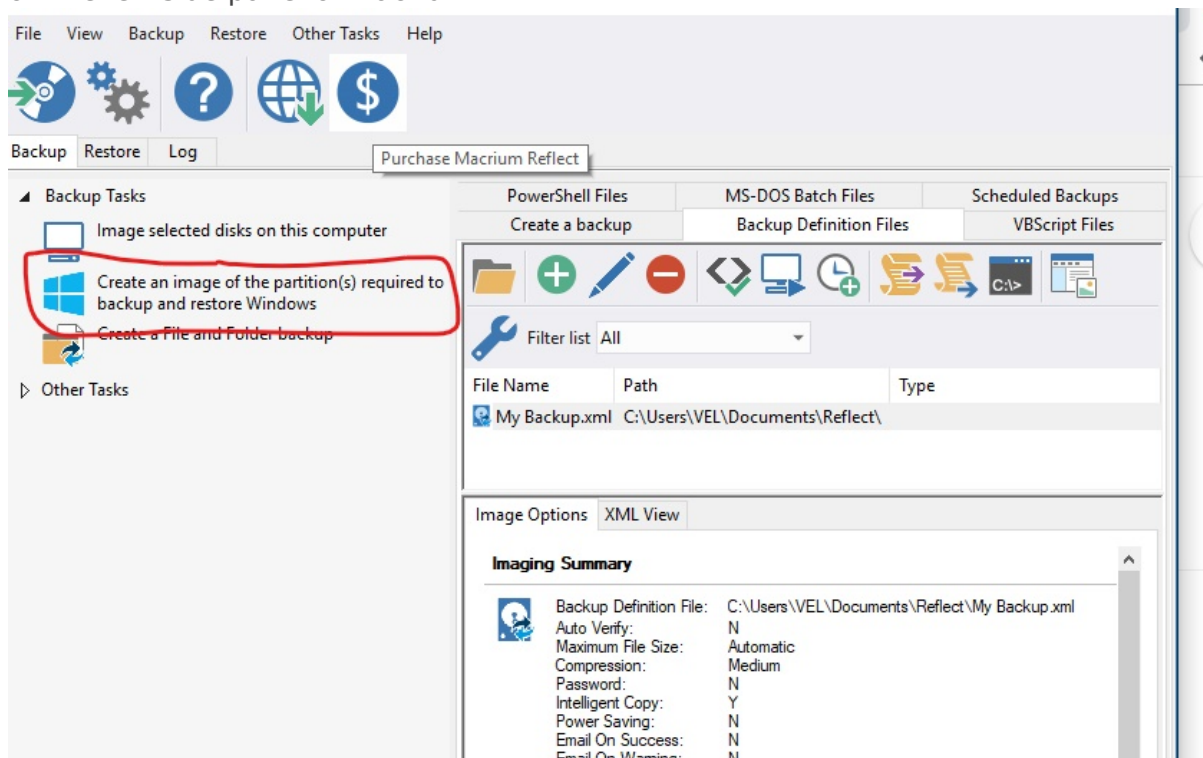 File View Backup Restore Other Tasks Help
Backup Restore Log
Purchase Macrium Reflect
Backup Tasks
Image selected disks on this computer
Create an image of the partition(s) required to
backup and restore Windows
Create a File and Folder backup
Other Tasks
PowerShell Files MS-DOS Batch Files Scheduled Backups
Create a backup Backup Definition Files VBScript Files
C:\>
Filter list All
File Name Path Type
My Backup.xml C:\Users\VEL\Documents\Reflect\
Image Options XML View
Imaging Summary
Backup Definition File: C:\Users\VEL\Documents\Reflect\My Backup.xml
Auto Verify: N
Maximum File Size: Automatic
Compression: Medium
Password: N
Intelligent Copy: Y
Power Saving: N
Email On Success: N
Email On Warning: N